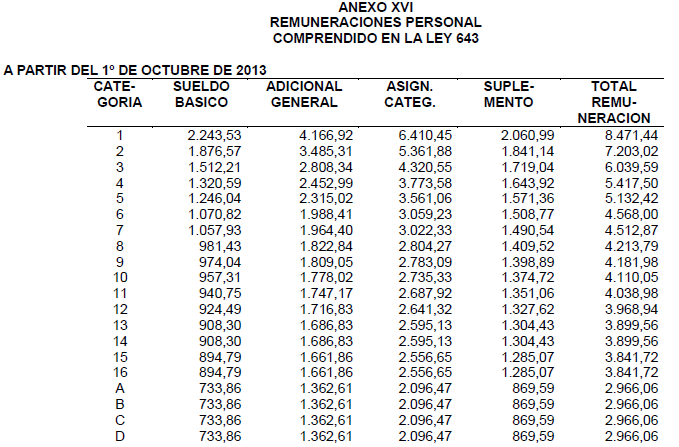 ANEXO XVI
REMUNERACIONES PERSONAL
COMPRENDIDO EN LA LEY 643
A PARTIR DEL 1º DE OCTUBRE DE 2013
CATE- SUELDO ADICIONAL ASIGN. SUPLE- TOTAL
GORIA BASICO GENERAL CATEG. MENTO REMU-
NERACION
1 2.243,53 4.166,92 6.410,45 2.060,99 8.471,44
2 1.876,57 3.485,31 5.361,88 1.841,14 7.203,02
3 1.512,21 2.808,34 4.320,55 1.719,04 6.039,59
4 1.320,59 2.452,99 3.773,58 1.643,92 5.417,50
5 1.246,04 2.315,02 3.561,06 1.571,36 5.132,42
6 1.070,82 1.988,41 3.059,23 1.508,77 4.568,00
7 1.057,93 1.964,40 3.022,33 1.490,54 4.512,87
8 981,43 1.822,84 2.804,27 1.409,52 4.213,79
9 974,04 1.809,05 2.783,09 1.398,89 4.181,98
10 957,31 1.778,02 2.735,33 1.374,72 4.110,05
11 940,75 1.747,17 2.687,92 1.351,06 4.038,98
12 924,49 1.716,83 2.641,32 1.327,62 3.968,94
13 908,30 1.686,83 2.595,13 1.304,43 3.899,56
14 908,30 1.686,83 2.595,13 1.304,43 3.899,56
15 894,79 1.661,86 2.556,65 1.285,07 3.841,72
16 894,79 1.661,86 2.556,65 1.285,07 3.841,72
A 733,86 1.362,61 2.096,47 869,59 2.966,06
B 733,86 1.362,61 2.096,47 869,59 2.966,06
C 733,86 1.362,61 2.096,47 869,59 2.966,06
D 733,86 1.362,61 2.096,47 869,59 2.966,06